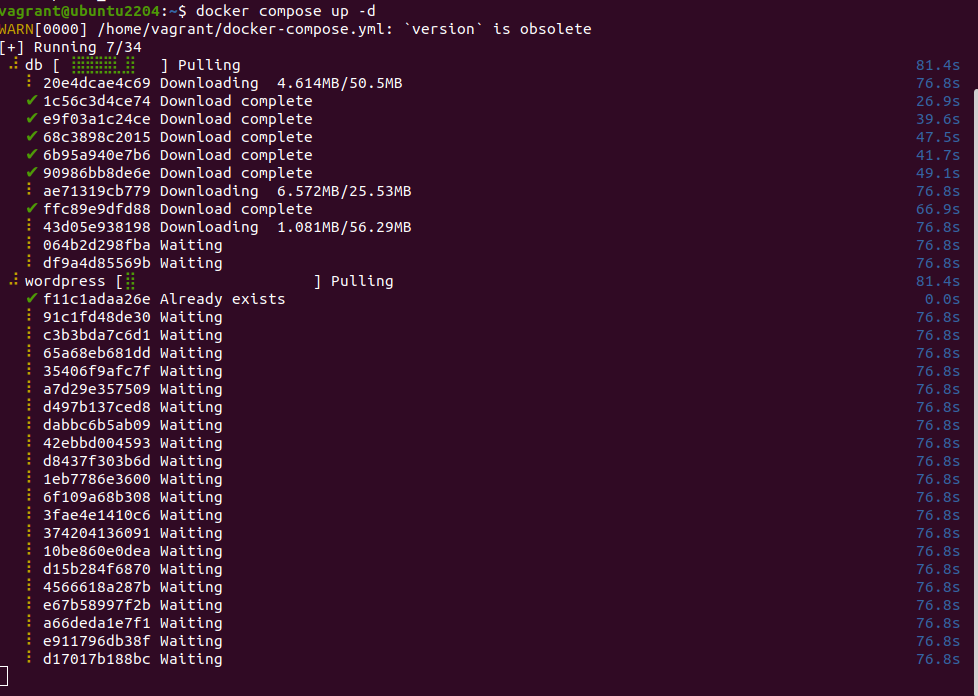 vagrant@ubuntu2204:~$ docker compose up -d
WARN[0000] /home/vagrant/docker-compose.yml: `version` is obsolete
[+] Running 7/34
⠼ db [⠀⣿⣿⣿⣿⣿⣀⣿⠀⠀] Pulling 81.4s
⠿ 20e4dcae4c69 Downloading 4.614MB/50.5MB 76.8s
✔ 1c56c3d4ce74 Download complete 26.9s
✔ e9f03a1c24ce Download complete 39.6s
✔ 68c3898c2015 Download complete 47.5s
✔ 6b95a940e7b6 Download complete 41.7s
✔ 90986bb8de6e Download complete 49.1s
⠿ ae71319cb779 Downloading 6.572MB/25.53MB 76.8s
✔ ffc89e9dfd88 Download complete 66.9s
⠿ 43d05e938198 Downloading 1.081MB/56.29MB 76.8s
⠿ 064b2d298fba Waiting 76.8s
⠿ df9a4d85569b Waiting 76.8s
⠼ wordpress [⣿ ] Pulling 81.4s
✔ f11c1adaa26e Already exists 0.0s
⠿ 91c1fd48de30 Waiting 76.8s
⠿ c3b3bda7c6d1 Waiting 76.8s
⠿ 65a68eb681dd Waiting 76.8s
⠿ 35406f9afc7f Waiting 76.8s
⠿ a7d29e357509 Waiting 76.8s
⠿ d497b137ced8 Waiting 76.8s
⠿ dabbc6b5ab09 Waiting 76.8s
⠿ 42ebbd004593 Waiting 76.8s
⠿ d8437f303b6d Waiting 76.8s
⠿ 1eb7786e3600 Waiting 76.8s
⠿ 6f109a68b308 Waiting 76.8s
⠿ 3fae4e1410c6 Waiting 76.8s
⠿ 374204136091 Waiting 76.8s
⠿ 10be860e0dea Waiting 76.8s
⠿ d15b284f6870 Waiting 76.8s
⠿ 4566618a287b Waiting 76.8s
⠿ e67b58997f2b Waiting 76.8s
⠿ a66deda1e7f1 Waiting 76.8s
⠿ e911796db38f Waiting 76.8s
⠿ d17017b188bc Waiting 76.8s